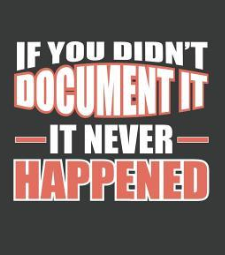 IF YOU DIDN'T
DOCUMENT IT
IT NEVER
HAPPENED